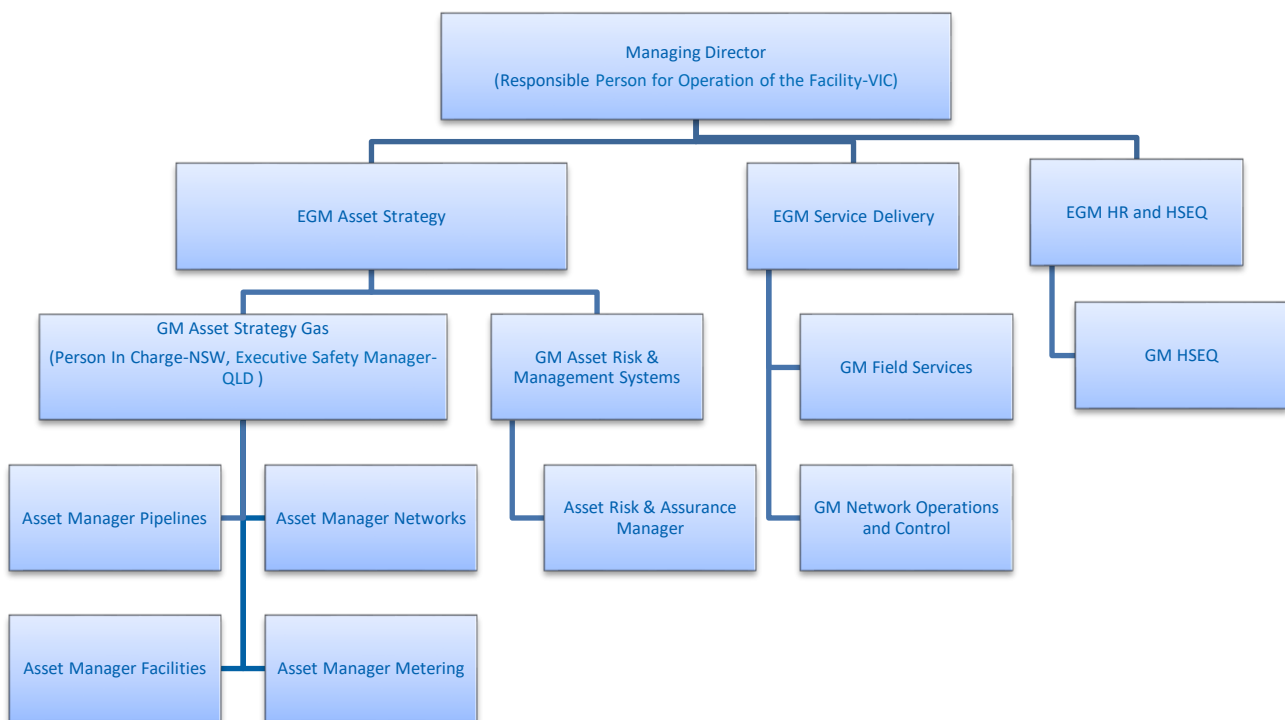 Managing Director
(Responsible Person for Operation of the Facility-VIC)
EGM Asset Strategy
EGM Service Delivery
EGM HR and HSEQ
GM Asset Strategy Gas
(Person In Charge-NSW, Executive Safety Manager-
QLD )
GM Asset Risk &
Management Systems
GM Field Services
GM HSEQ
Asset Manager Pipelines
Asset Manager Networks
Asset Risk & Assurance
Manager
GM Network Operations
and Control
Asset Manager Facilities
Asset Manager Metering